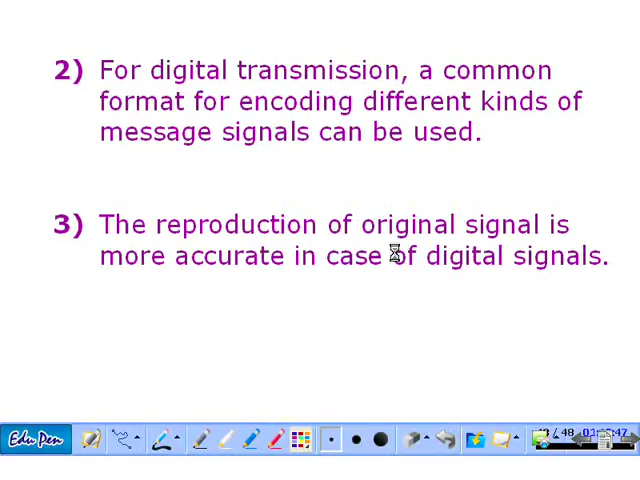 2) For digital transmission, a common
format for encoding different kinds of
message signals can be used.
3) The reproduction of original signal is
more accurate in case of digital signals.
Edu Pen
/ 48